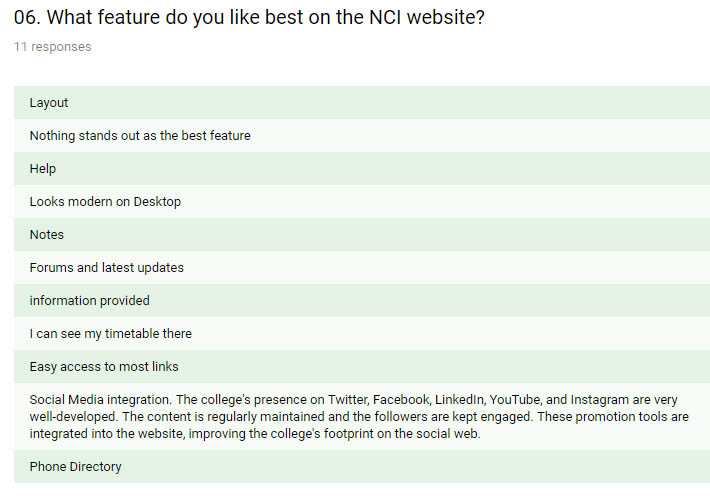 06. What feature do you like best on the NCI website?
11 responses
Layout
Nothing stands out as the best feature
Help
Looks modern on Desktop
Notes
Forums and latest updates
information provided
I can see my timetable there
Easy access to most links
Social Media integration. The college's presence on Twitter, Facebook, LinkedIn, YouTube, and Instagram are very
well-developed. The content is regularly maintained and the followers are kept engaged. These promotion tools are
integrated into the website, improving the college's footprint on the social web.
Phone Directory